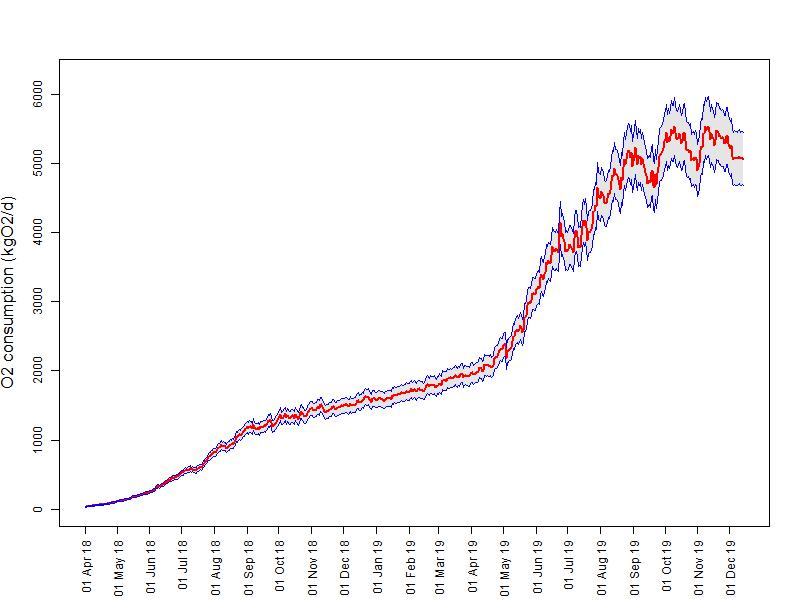 O2 consumption (kgO2/d)
6000
5000
4000
3000
2000
1000
0
01 Apr 18
01 May 18
01 Jun 18
01 Jul 18
01 Aug 18
01 Sep 18
01 Oct 18
01 Nov 18
01 Dec 18
01 Jan 19
01 Feb 19
01 Mar 19
01 Apr 19
01 May 19
01 Jun 19
01 Jul 19
01 Aug 19
01 Sep 19
01 Oct 19
01 Nov 19
01 Dec 19